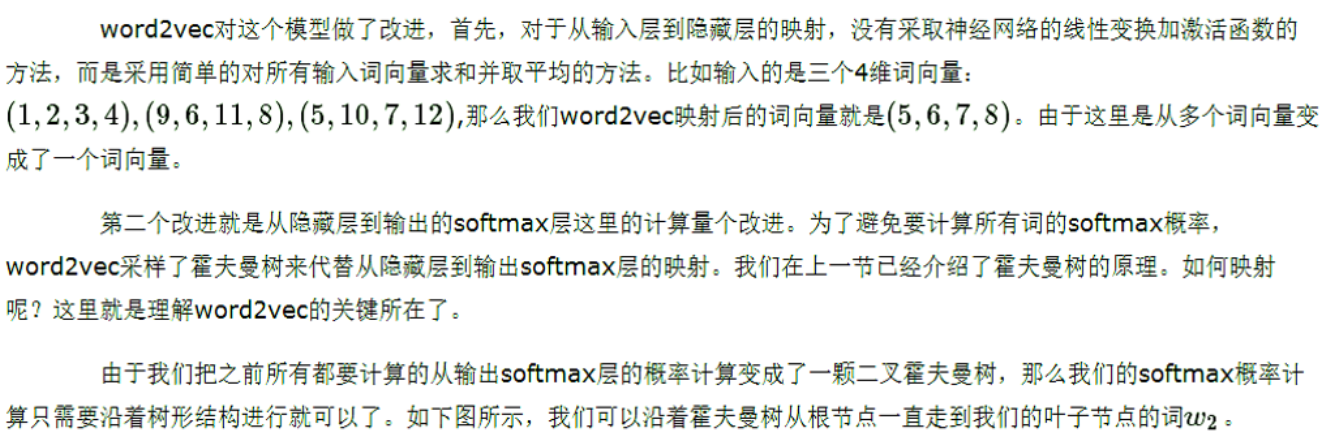 word2vec对这个模型做了改进，首先，对于从输入层到隐藏层的映射，没有采取神经网络的线性变换加激活函数的
方法，而是采用简单的对所有输入词向量求和并取平均的方法。比如输入的是三个4维词向量：
(1,2,3,4),(9,6,11,8),(5,10,7,12),那么我们word2vec映射后的词向量就是(5,6,7,8)。由于这里是从多个词向量变
成了一个词向量。
第二个改进就是从隐藏层到输出的softmax层这里的计算量个改进。为了避免要计算所有词的softmax概率，
word2vec采样了霍夫曼树来代替从隐藏层到输出softmax层的映射。我们在上一节已经介绍了霍夫曼树的原理。如何映射
呢？这里就是理解word2vec的关键所在了。
由于我们把之前所有都要计算的从输出softmax层的概率计算变成了一颗二叉霍夫曼树，那么我们的softmax概率计
算只需要沿着树形结构进行就可以了。如下图所示，我们可以沿着霍夫曼树从根节点一直走到我们的叶子节点的词w₂。